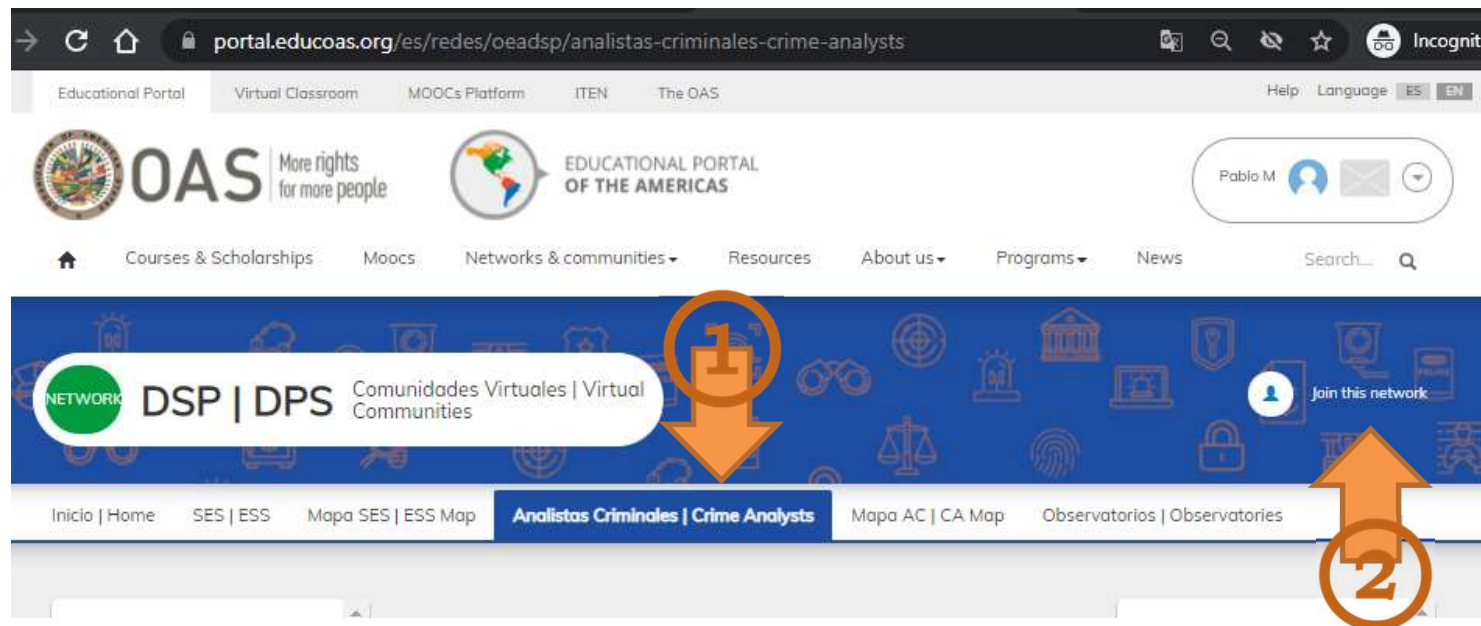 portal.educoas.org/es/redes/oeadsp/analistas-criminales-crime-analysts Incognit
Educational Portal Virtual Classroom MOOCs Platform ITEN The OAS Help Language ES EN
OAS More rights
for more people
EDUCATIONAL PORTAL
OF THE AMERICAS
Pablo M
Courses & Scholarships Moocs Networks & communities Resources About us Programs News Search...
1
NETWORK DSP | DPS Comunidades Virtuales | Virtual
Communities
Join this network
Inicio | Home SES | ESS Mapa SES | ESS Map Analistas Criminales | Crime Analysts Mapa AC | CA Map Observatorios | Observatories
2